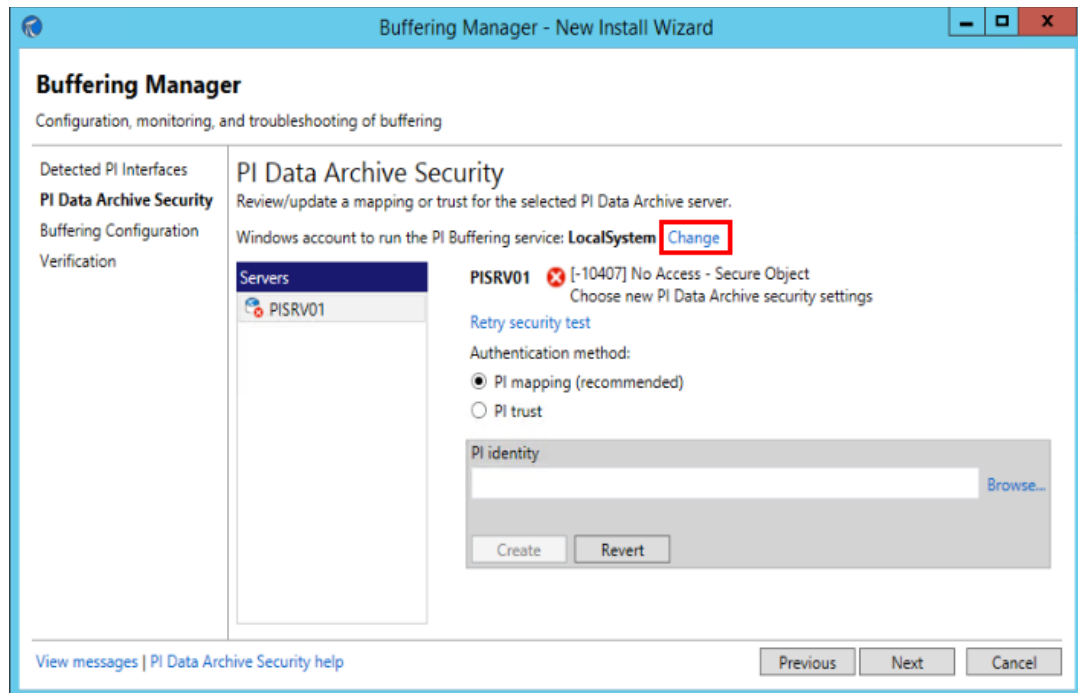 Buffering Manager - New Install Wizard
Buffering Manager
Configuration, monitoring, and troubleshooting of buffering
Detected PI Interfaces
PI Data Archive Security
Buffering Configuration
Verification
PI Data Archive Security
Review/update a mapping or trust for the selected PI Data Archive server.
Windows account to run the PI Buffering service: LocalSystem Change
Servers
PISRV01
PISRV01 [-10407] No Access - Secure Object
Choose new PI Data Archive security settings
Retry security test
Authentication method:
PI mapping (recommended)
PI trust
PI identity
Browse...
Create Revert
View messages | PI Data Archive Security help
Previous Next Cancel